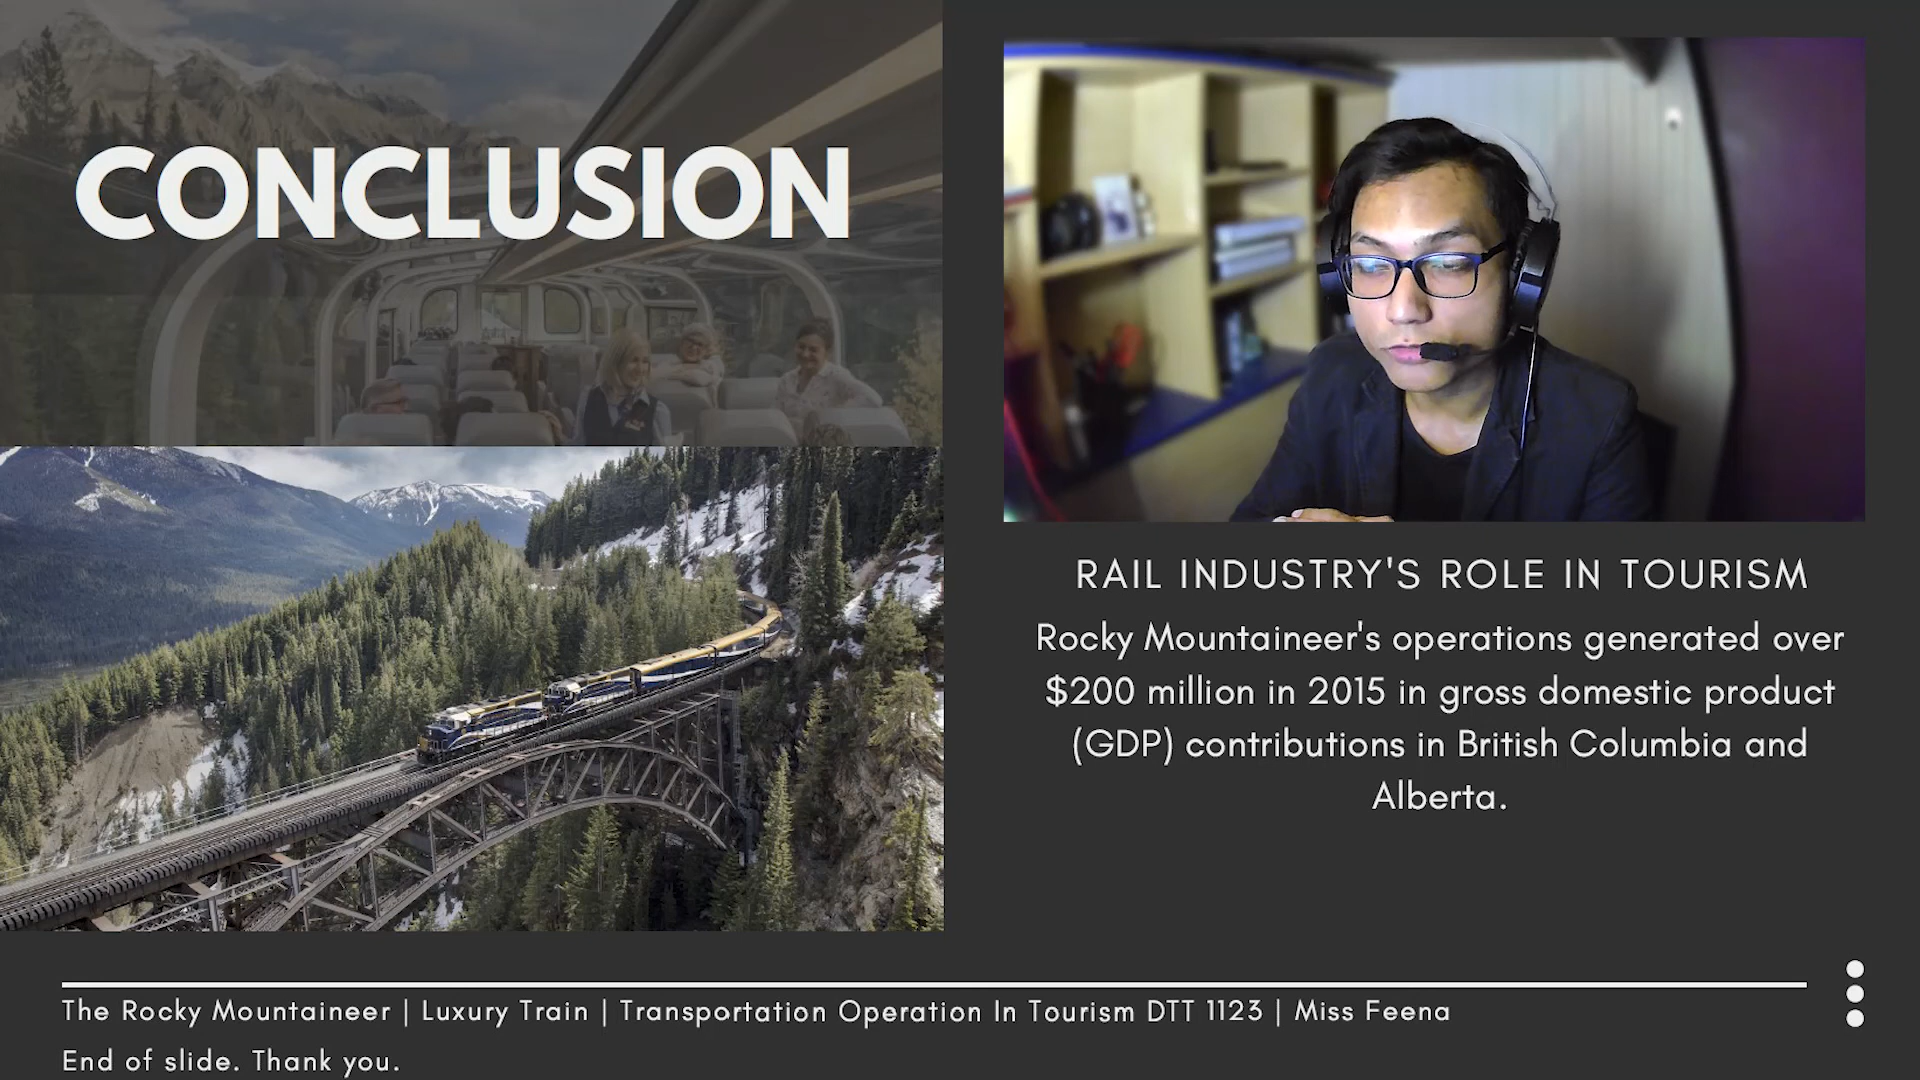 CONCLUSION
RAIL INDUSTRY'S ROLE IN TOURISM
Rocky Mountaineer's operations generated over
$200 million in 2015 in gross domestic product
(GDP) contributions in British Columbia and
Alberta.
The Rocky Mountaineer | Luxury Train | Transportation Operation In Tourism DTT 1123 | Miss Feena
End of slide. Thank you.